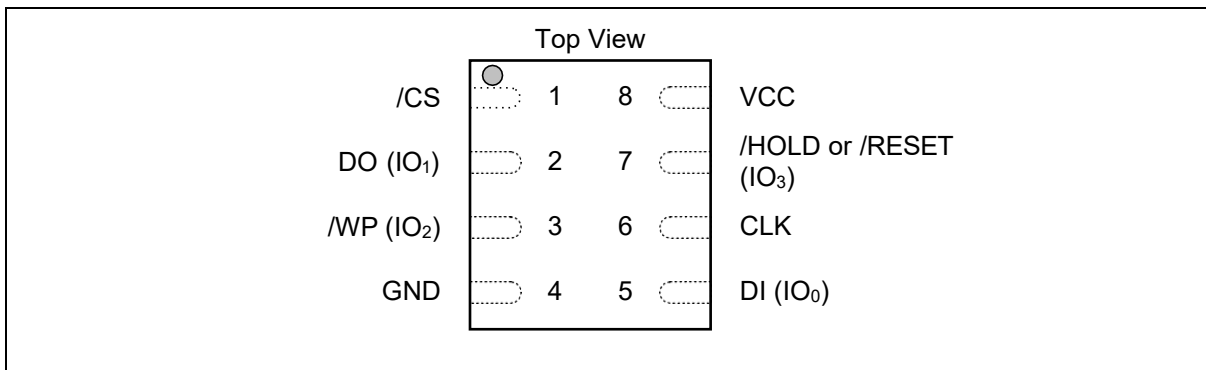 Top View
/CS 1 8 VCC
DO (IO₁) 2 7 /HOLD or /RESET
(IO₃)
/WP (IO₂) 3 6 CLK
GND 4 5 DI (IO₀)